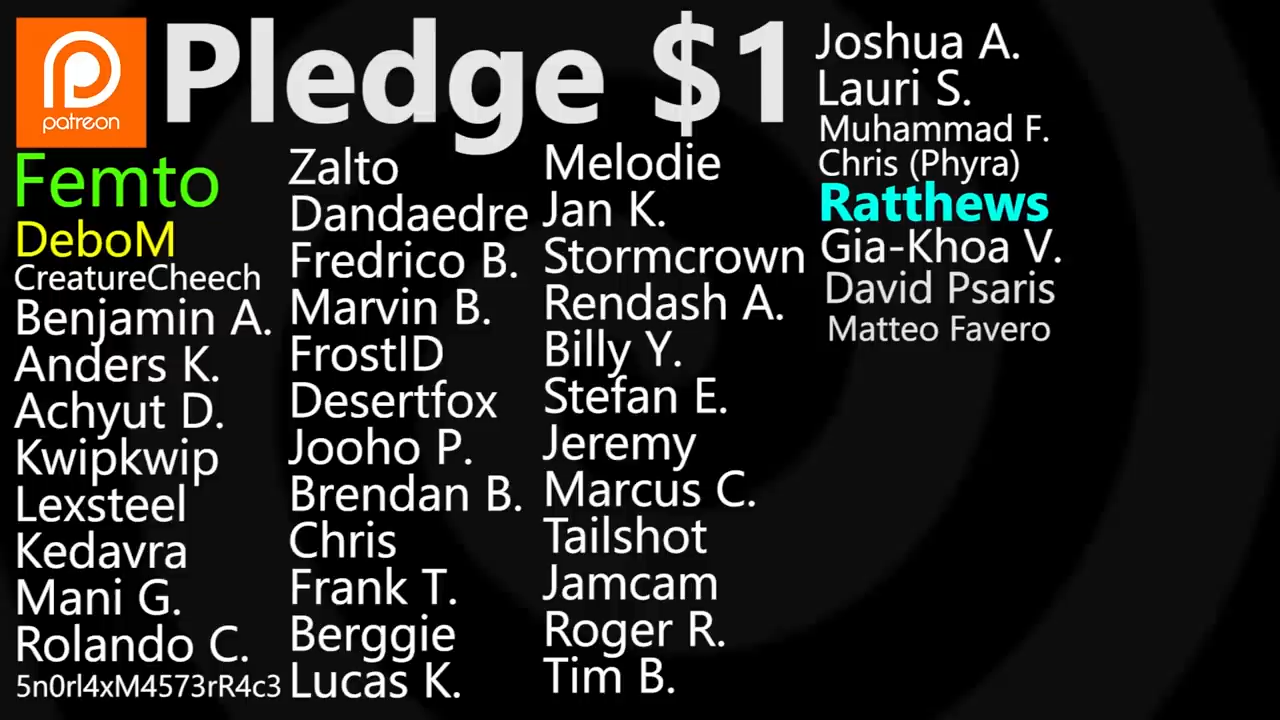 patreon
Pledge $1
Femto
DeboM
CreatureCheech
Benjamin A.
Anders K.
Achyut D.
Kwipkwip
Lexsteel
Kedavra
Mani G.
Rolando C.
5n0rl4xM4573rR4c3
Zalto
Dandaedre
Fredrico B.
Marvin B.
FrostID
Desertfox
Jooho P.
Brendan B.
Chris
Frank T.
Berggie
Lucas K.
Melodie
Jan K.
Stormcrown
Rendash A.
Billy Y.
Stefan E.
Jeremy
Marcus C.
Tailshot
Jamcam
Roger R.
Tim B.
Joshua A.
Lauri S.
Muhammad F.
Chris (Phyra)
Ratthews
Gia-Khoa V.
David Psaris
Matteo Favero